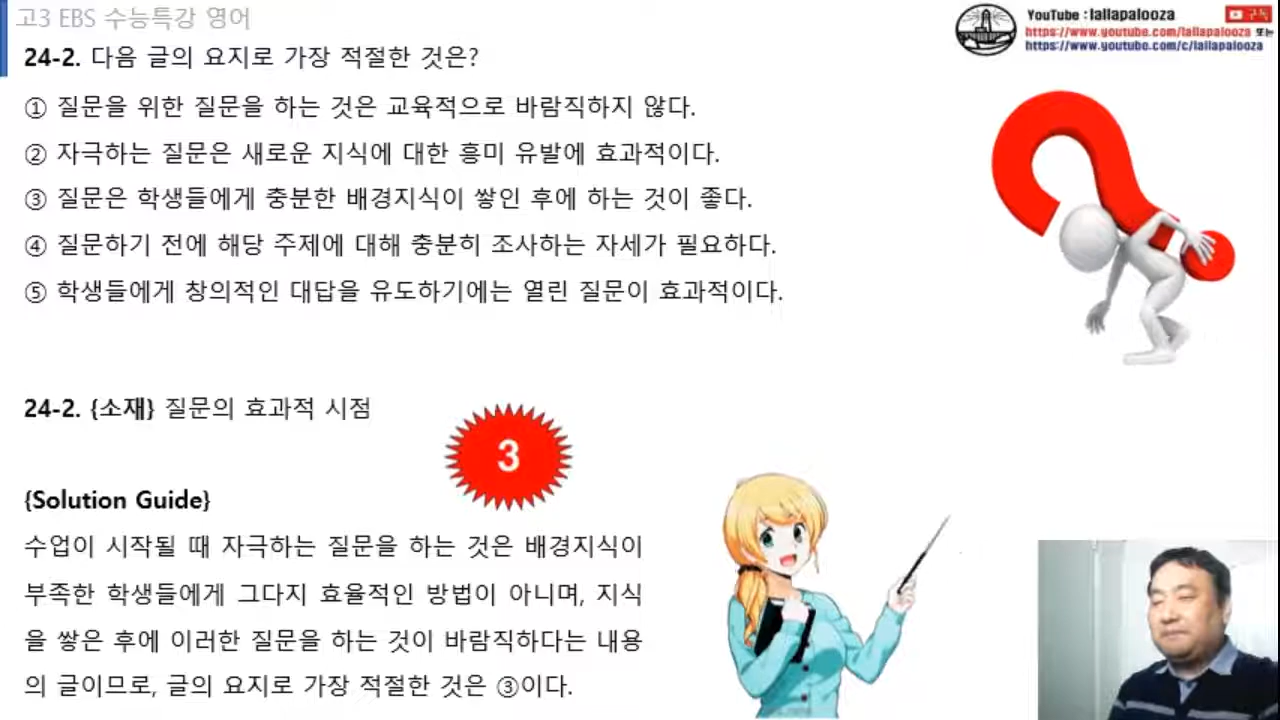 고3 EBS 수능특강 영어
YouTube : lallapalooza
구독
https://www.youtube.com/lallapalooza 또는
https://www.youtube.com/c/lallapalooza
24-2. 다음 글의 요지로 가장 적절한 것은?
① 질문을 위한 질문을 하는 것은 교육적으로 바람직하지 않다.
② 자극하는 질문은 새로운 지식에 대한 흥미 유발에 효과적이다.
③ 질문은 학생들에게 충분한 배경지식이 쌓인 후에 하는 것이 좋다.
④ 질문하기 전에 해당 주제에 대해 충분히 조사하는 자세가 필요하다.
⑤ 학생들에게 창의적인 대답을 유도하기에는 열린 질문이 효과적이다.
24-2. {소재} 질문의 효과적 시점
3
{Solution Guide}
수업이 시작될 때 자극하는 질문을 하는 것은 배경지식이
부족한 학생들에게 그다지 효율적인 방법이 아니며, 지식
을 쌓은 후에 이러한 질문을 하는 것이 바람직하다는 내용
의 글이므로, 글의 요지로 가장 적절한 것은 ③이다.